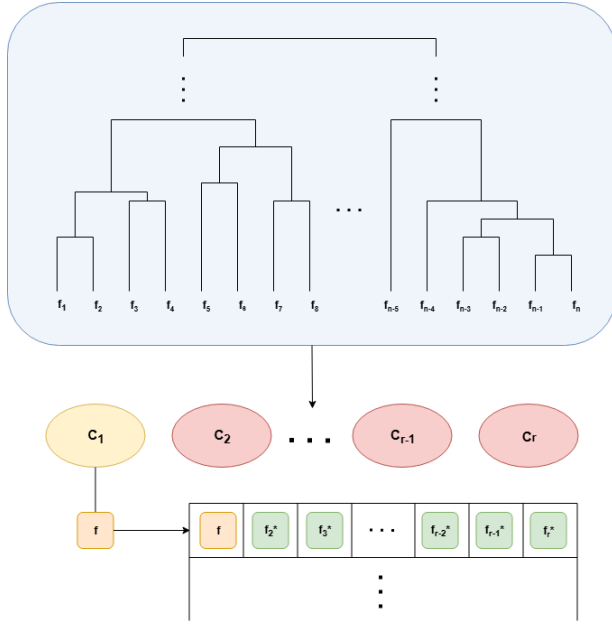 f1 f2 f3 f4 f5 f6 f7 f8 fn-5 fn-4 fn-3 fn-2 fn-1 fn
C1 C2 Cr-1 Cr
f f f2* f3* fr-2* fr-1* fr*